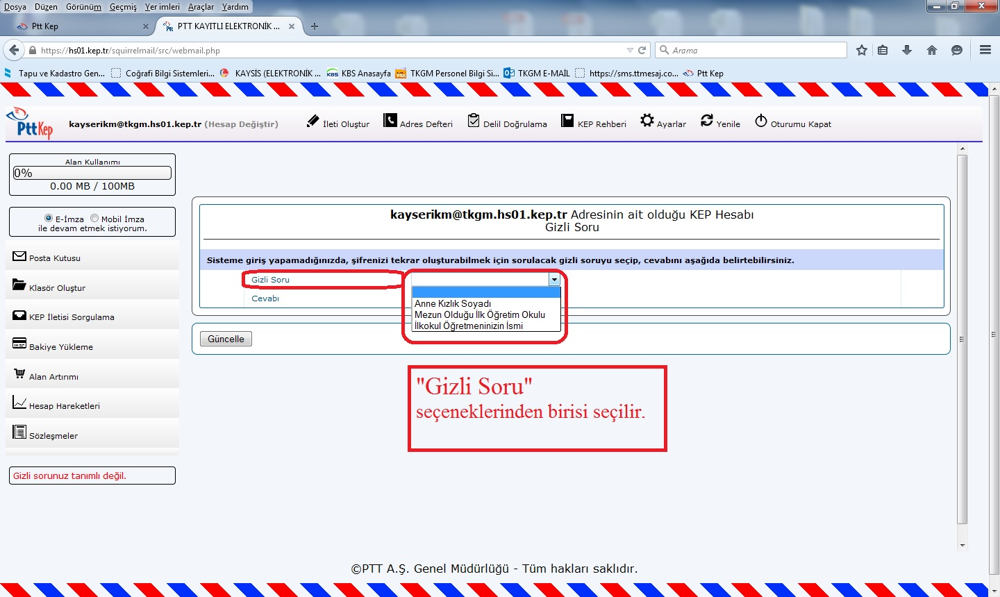 Dosya Düzen Görünüm Geçmiş Yer imleri Araçlar Yardım
Ptt Kep
PTT KAYITLI ELEKTRONİK ...
https://hs01.kep.tr/squirrelmail/src/webmail.php
Arama
Tapu ve Kadastro Gen... Coğrafi Bilgi Sistemleri... KAYSİS (ELEKTRONİK ... KBS Anasayfa TKGM Personel Bilgi Si... TKGM E-MAİL https://sms.ttmesaj.co... Ptt Kep
PttKep
kayserikm@tkgm.hs01.kep.tr (Hesap Değiştir)
İleti Oluştur Adres Defteri Delil Doğrulama KEP Rehberi Ayarlar Yenile Oturumu Kapat
Alan Kullanımı
0%
0.00 MB / 100MB
E-İmza Mobil İmza
ile devam etmek istiyorum.
Posta Kutusu
Klasör Oluştur
KEP İletisi Sorgulama
Bakiye Yükleme
Alan Artırımı
Hesap Hareketleri
Sözleşmeler
Gizli sorunuz tanımlı değil.
kayserikm@tkgm.hs01.kep.tr Adresinin ait olduğu KEP Hesabı
Gizli Soru
Sisteme giriş yapamadığınızda, şifrenizi tekrar oluşturabilmek için sorulacak gizli soruyu seçip, cevabını aşağıda belirtebilirsiniz.
Gizli Soru
Cevabı
Anne Kızlık Soyadı
Mezun Olduğu İlk Öğretim Okulu
İlkokul Öğretmeninizin İsmi
Güncelle
"Gizli Soru"
seçeneklerinden birisi seçilir.
©PTT A.Ş. Genel Müdürlüğü - Tüm hakları saklıdır.